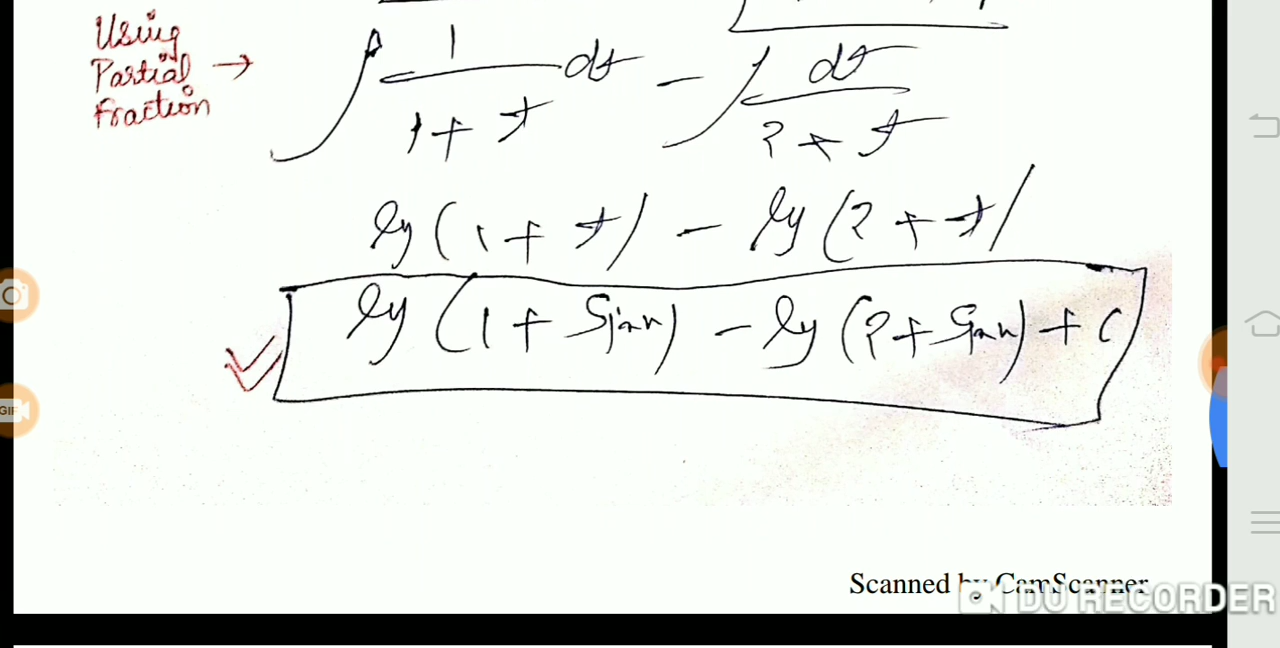 Using
Partial →
Fraction
∫ 1/(1+t) dt - ∫ dt/(2+t)
log(1+t) - log(2+t)
log(1+Sinx) - log(2+Sinx)+c
GIF
Scanned by CamScanner
DU RECORDER